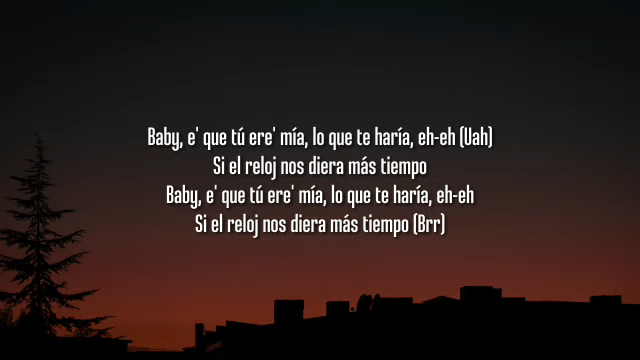 Baby, e' que tú ere' mía, lo que te haría, eh-eh (Uah)
Si el reloj nos diera más tiempo
Baby, e' que tú ere' mía, lo que te haría, eh-eh
Si el reloj nos diera más tiempo (Brr)